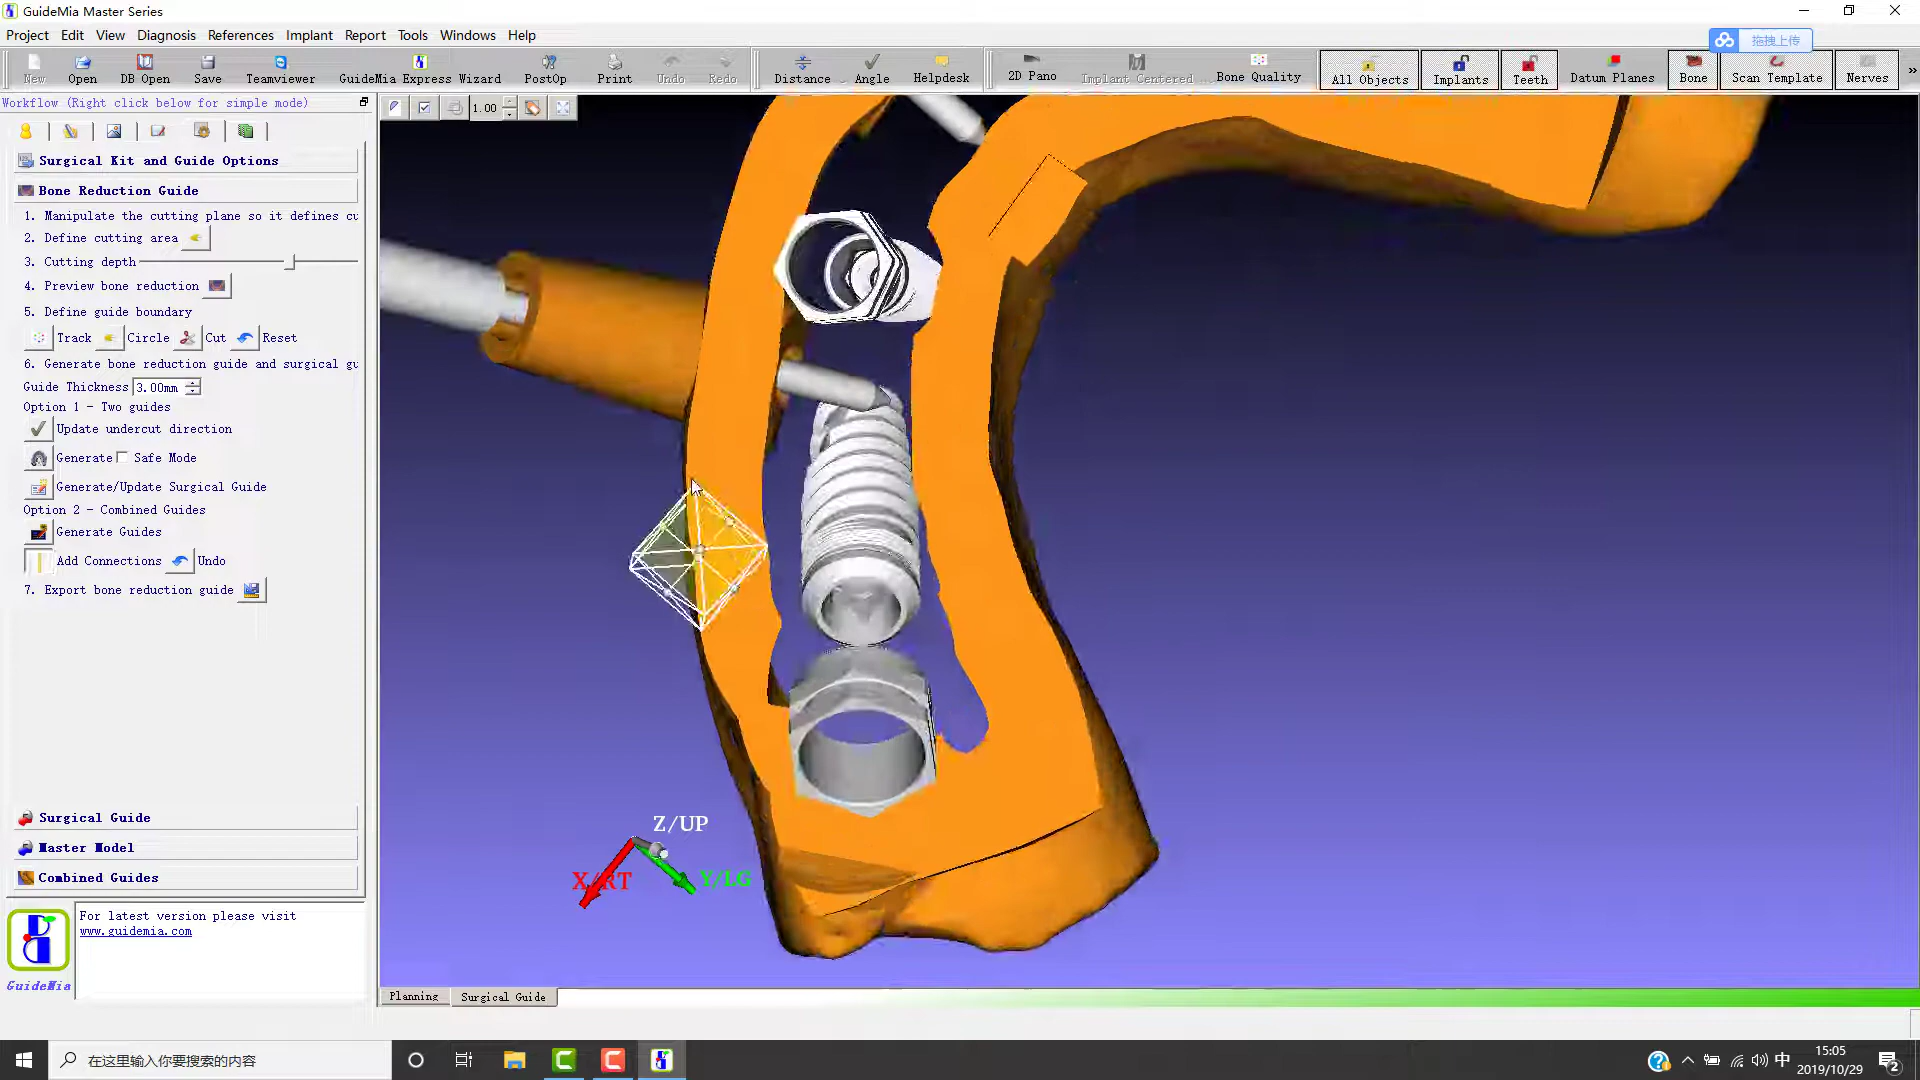 GuideMia Master Series
Project Edit View Diagnosis References Implant Report Tools Windows Help
拖拽上传
New Open DB Open Save Teamviewer GuideMia Express Wizard PostOp Print Undo Redo Distance Angle Helpdesk 2D Pano Implant Centered Bone Quality All Objects Implants Teeth Datum Planes Bone Scan Template Nerves »
Workflow (Right click below for simple mode)
1.00
Surgical Kit and Guide Options
Bone Reduction Guide
1. Manipulate the cutting plane so it defines cu
2. Define cutting area
3. Cutting depth
4. Preview bone reduction
5. Define guide boundary
Track Circle Cut Reset
6. Generate bone reduction guide and surgical gu
Guide Thickness 3.00mm
Option 1 - Two guides
Update undercut direction
Generate Safe Mode
Generate/Update Surgical Guide
Option 2 - Combined Guides
Generate Guides
Add Connections Undo
7. Export bone reduction guide
Surgical Guide
Master Model
Combined Guides
For latest version please visit
www.guidemia.com
GuideMia
Z/UP
X/RT
Y/LG
Planning Surgical Guide
在这里输入你要搜索的内容
中
15:05
2019/10/29
2